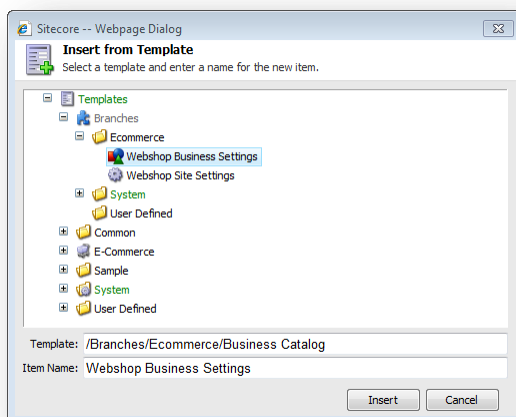 Sitecore -- Webpage Dialog
Insert from Template
Select a template and enter a name for the new item.
Templates
Branches
Ecommerce
Webshop Business Settings
Webshop Site Settings
System
User Defined
Common
E-Commerce
Sample
System
User Defined
Template: /Branches/Ecommerce/Business Catalog
Item Name: Webshop Business Settings
Insert Cancel